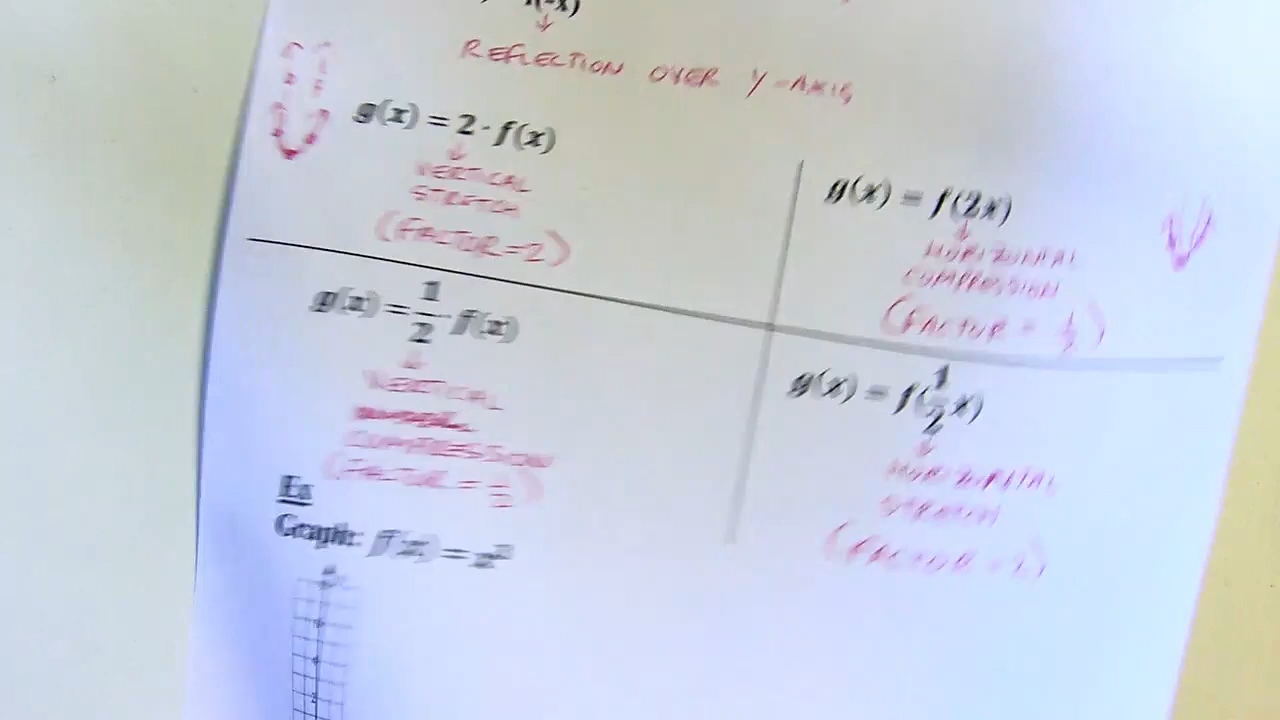 f(-x)
↓
REFLECTION OVER Y-AXIS
g(x) = 2 · f(x)
↓
VERTICAL
STRETCH
(FACTOR = 2)
g(x) = f(2x)
↓
HORIZONTAL
COMPRESSION
(FACTOR = 1/2)
g(x) = 1/2 · f(x)
↓
VERTICAL
COMPRESSION
(FACTOR = 1/2)
g(x) = f(1/2 x)
↓
HORIZONTAL
STRETCH
(FACTOR = 2)
Ex
Graph: f(x) = x²